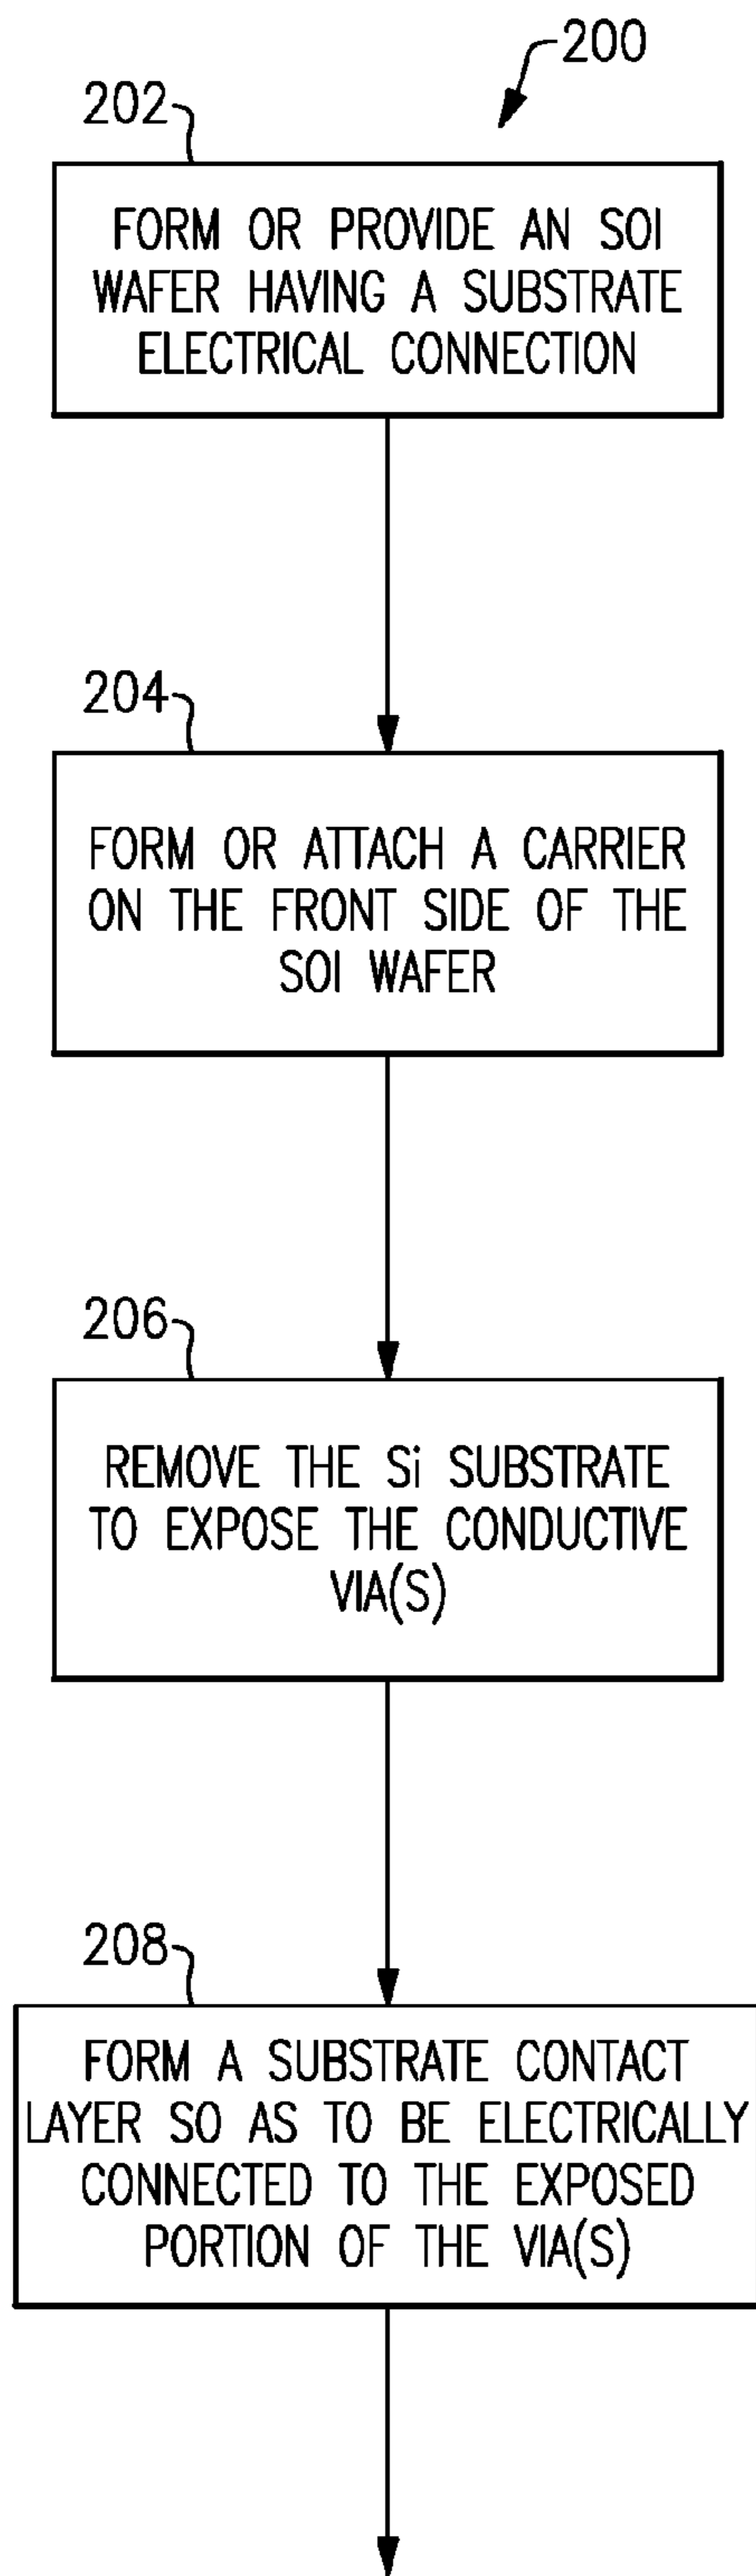 200
202
FORM OR PROVIDE AN SOI
WAFER HAVING A SUBSTRATE
ELECTRICAL CONNECTION
204
FORM OR ATTACH A CARRIER
ON THE FRONT SIDE OF THE
SOI WAFER
206
REMOVE THE Si SUBSTRATE
TO EXPOSE THE CONDUCTIVE
VIA(S)
208
FORM A SUBSTRATE CONTACT
LAYER SO AS TO BE ELECTRICALLY
CONNECTED TO THE EXPOSED
PORTION OF THE VIA(S)